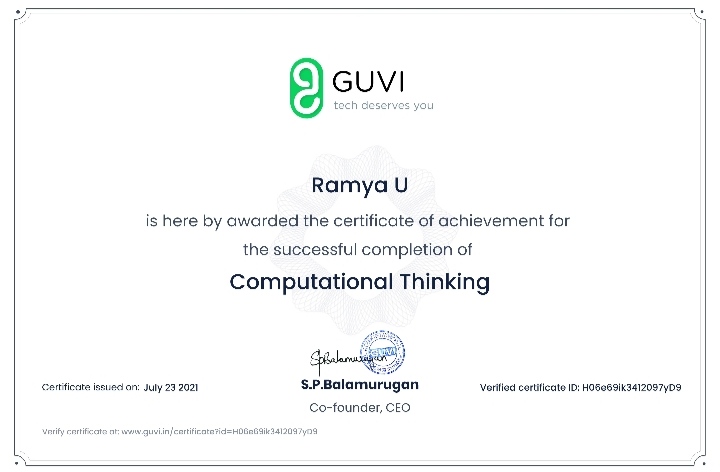 GUVI
tech deserves you
Ramya U
is here by awarded the certificate of achievement for
the successful completion of
Computational Thinking
S.P.Balamurugan
GUVI
Certificate issued on: July 23 2021
S.P.Balamurugan
Verified certificate ID: H06e69ik3412097yD9
Co-founder, CEO
Verify certificate at: www.guvi.in/certificate?id=H06e69ik3412097yD9